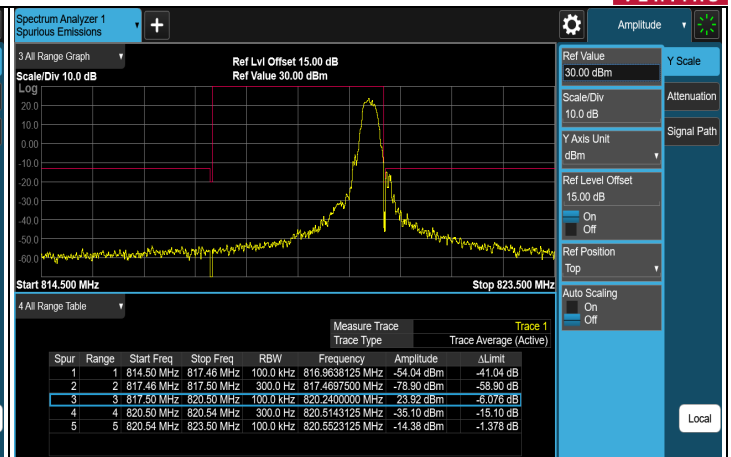 Spectrum Analyzer 1
Spurious Emissions
Amplitude
3 All Range Graph
Ref Lvl Offset 15.00 dB
Scale/Div 10.0 dB
Ref Value 30.00 dBm
Log
20.0
10.0
0.00
-10.0
-20.0
-30.0
-40.0
-50.0
-60.0
Start 814.500 MHz
Stop 823.500 MHz
4 All Range Table
Measure Trace
Trace 1
Trace Type
Trace Average (Active)
Spur Range Start Freq Stop Freq RBW Frequency Amplitude ΔLimit
1 1 814.50 MHz 817.46 MHz 100.0 kHz 816.9638125 MHz -54.04 dBm -41.04 dB
2 2 817.46 MHz 817.50 MHz 300.0 Hz 817.4697500 MHz -78.90 dBm -58.90 dB
3 3 817.50 MHz 820.50 MHz 100.0 kHz 820.2400000 MHz 23.92 dBm -6.076 dB
4 4 820.50 MHz 820.54 MHz 300.0 Hz 820.5143125 MHz -35.10 dBm -15.10 dB
5 5 820.54 MHz 823.50 MHz 100.0 kHz 820.5523125 MHz -14.38 dBm -1.378 dB
Ref Value
30.00 dBm
Scale/Div
10.0 dB
Y Axis Unit
dBm
Ref Level Offset
15.00 dB
On
Off
Ref Position
Top
Auto Scaling
On
Off
Y Scale
Attenuation
Signal Path
Local